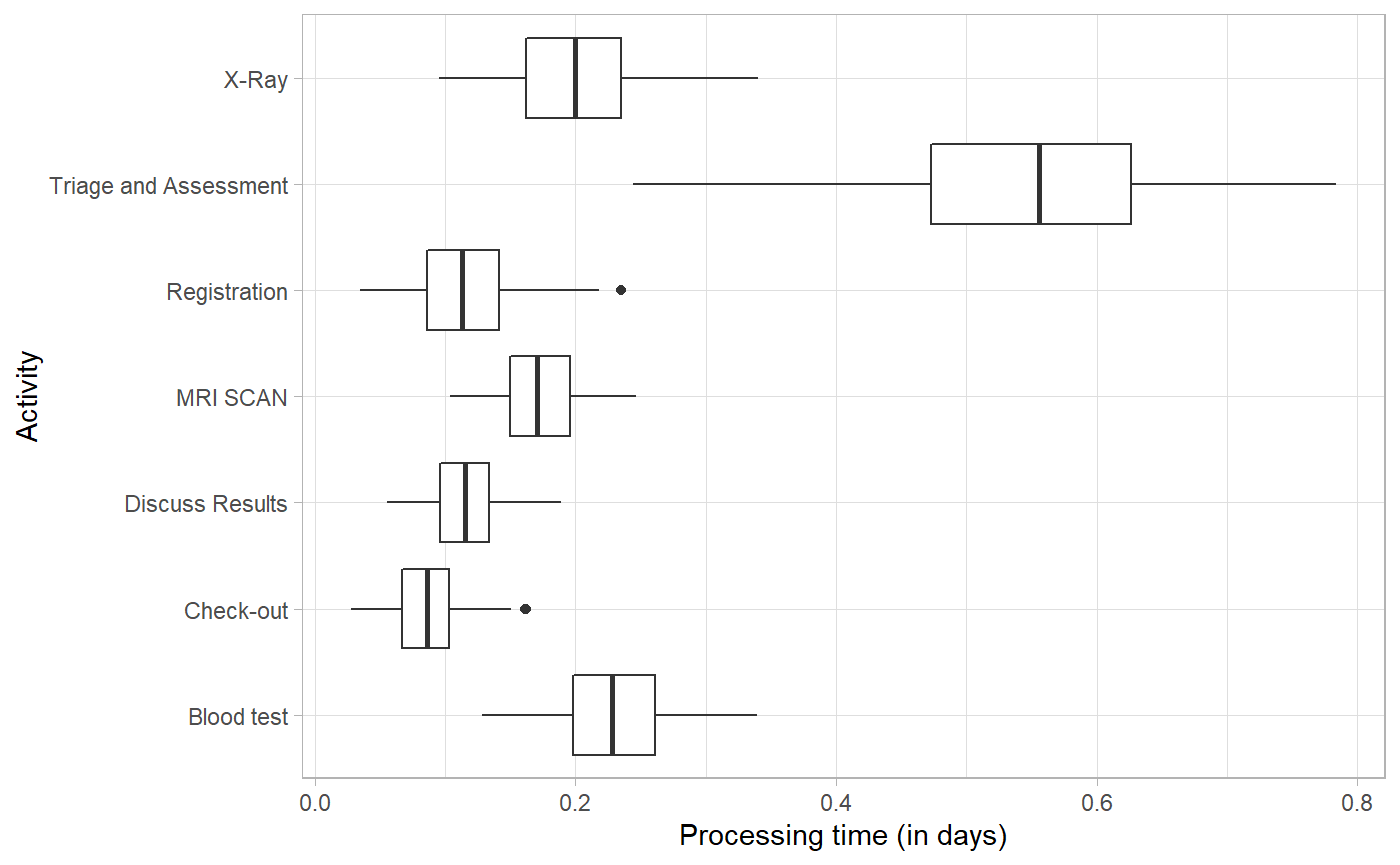 X-Ray
Triage and Assessment
Registration
MRI SCAN
Discuss Results
Check-out
Blood test
Activity
0.0 0.2 0.4 0.6 0.8
Processing time (in days)